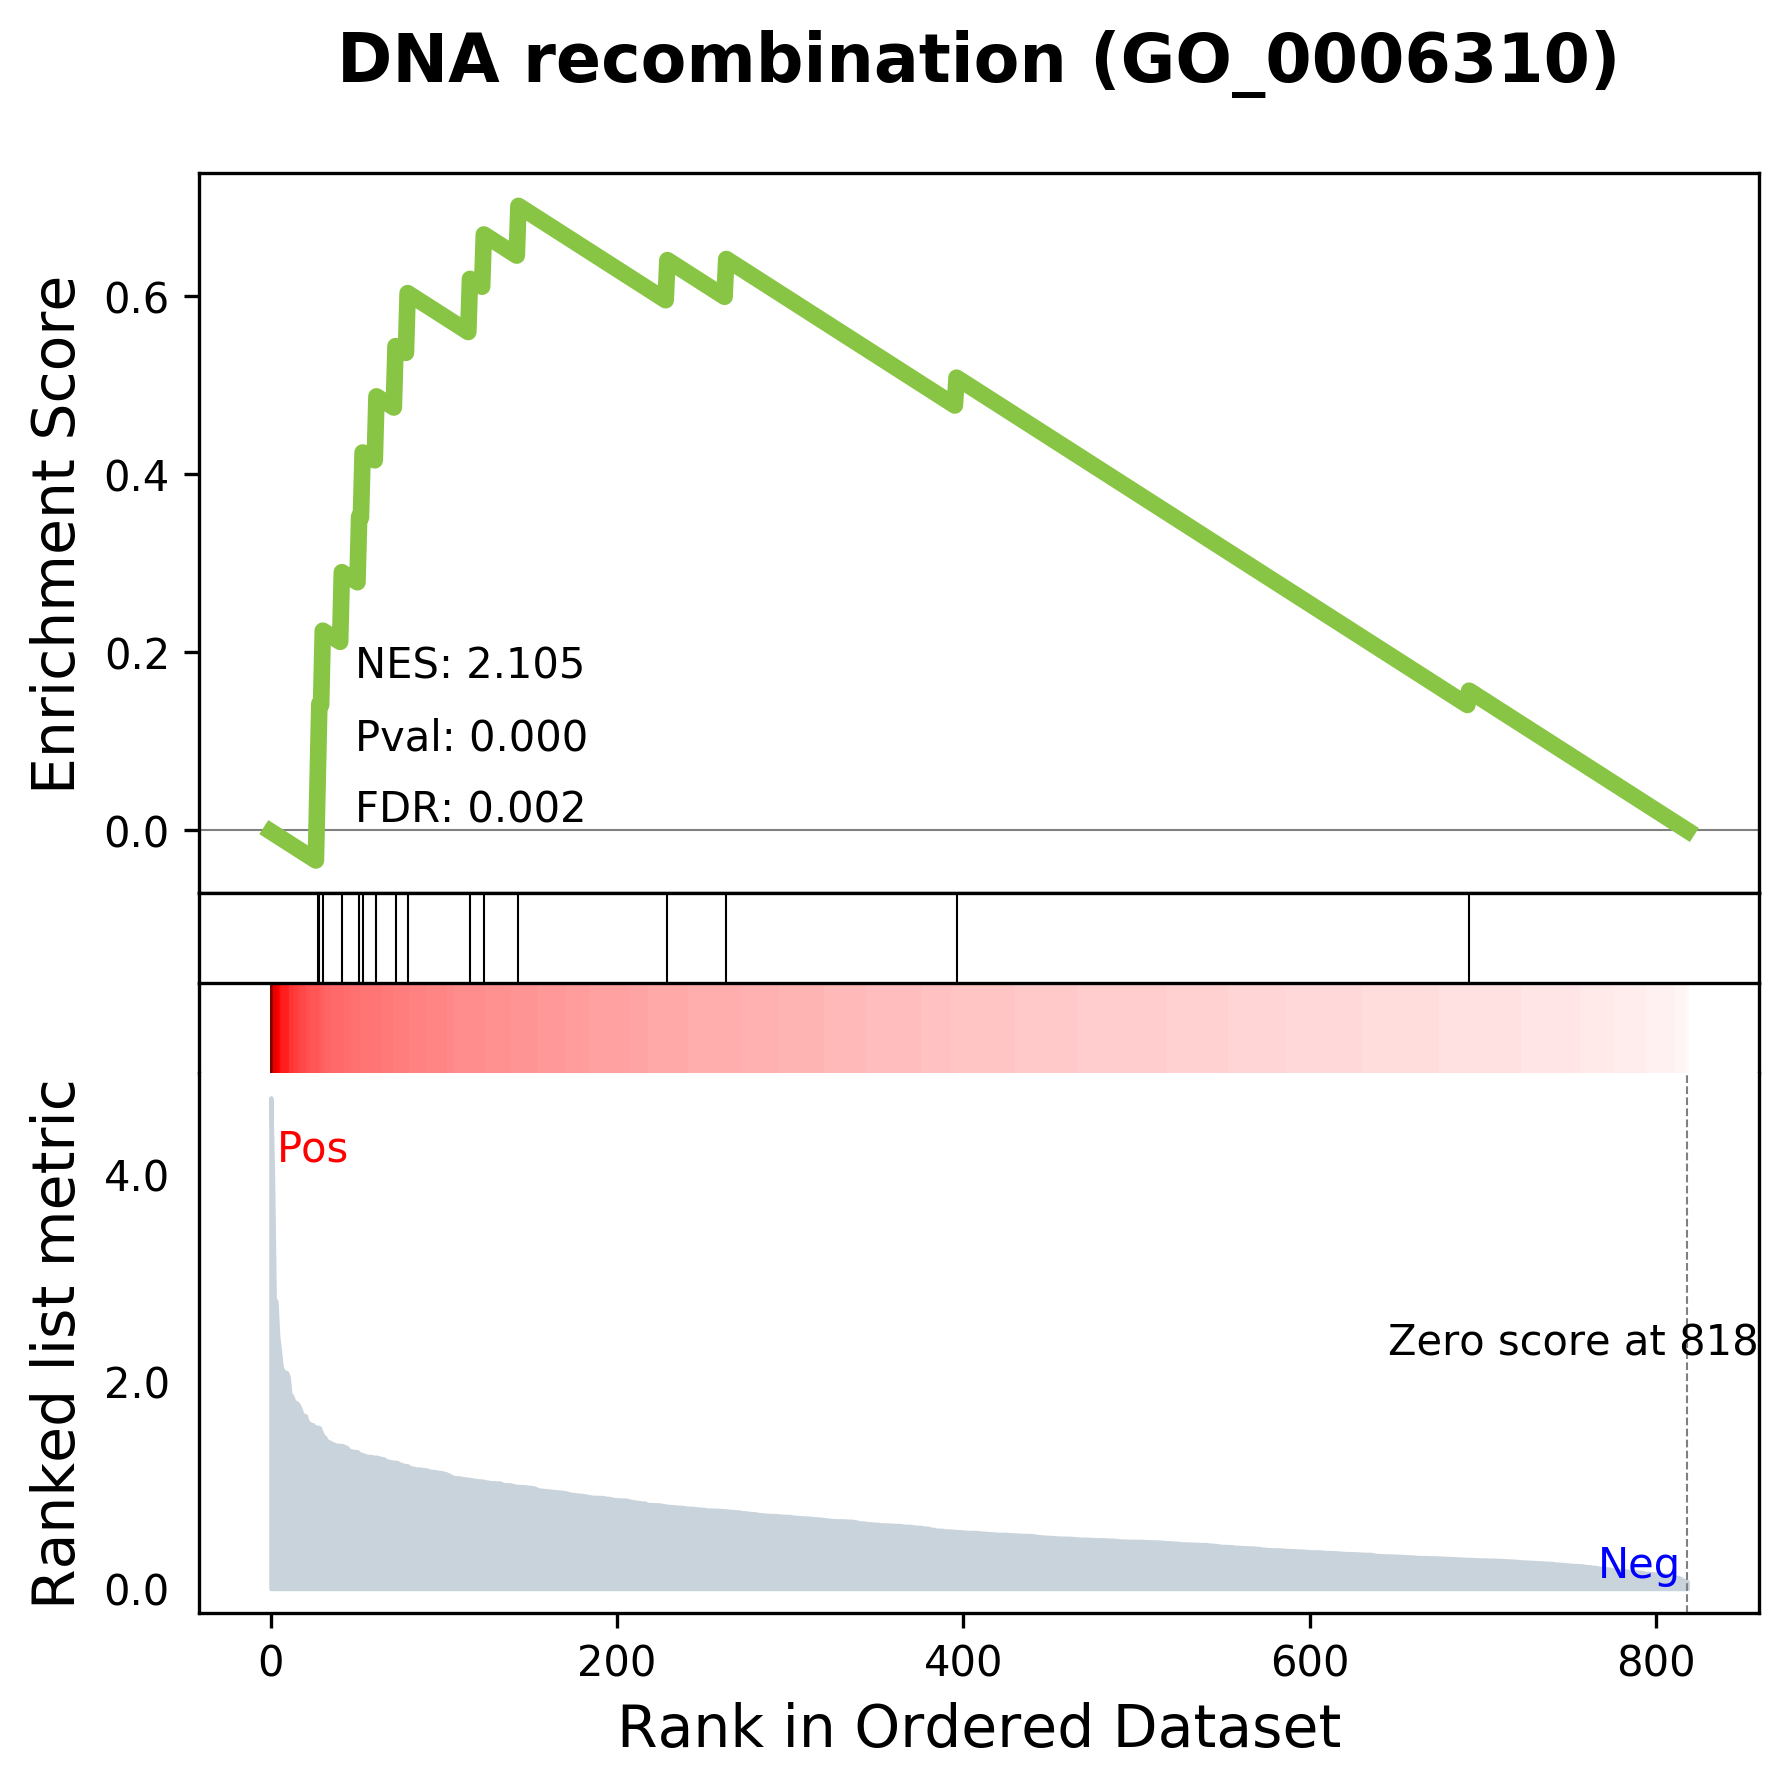 DNA recombination (GO_0006310)
Enrichment Score
0.6
0.4
0.2
0.0
NES: 2.105
Pval: 0.000
FDR: 0.002
Ranked list metric
4.0
2.0
0.0
Pos
Zero score at 818
Neg
0 200 400 600 800
Rank in Ordered Dataset